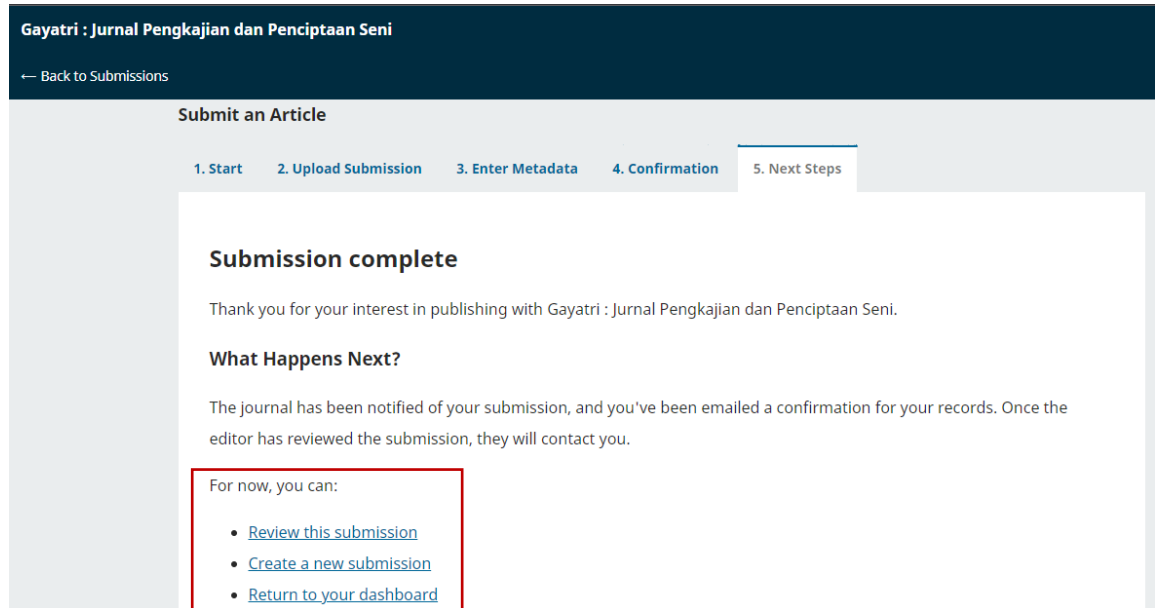 Gayatri : Jurnal Pengkajian dan Penciptaan Seni
← Back to Submissions
Submit an Article
1. Start 2. Upload Submission 3. Enter Metadata 4. Confirmation 5. Next Steps
Submission complete
Thank you for your interest in publishing with Gayatri : Jurnal Pengkajian dan Penciptaan Seni.
What Happens Next?
The journal has been notified of your submission, and you've been emailed a confirmation for your records. Once the
editor has reviewed the submission, they will contact you.
For now, you can:
• Review this submission
• Create a new submission
• Return to your dashboard